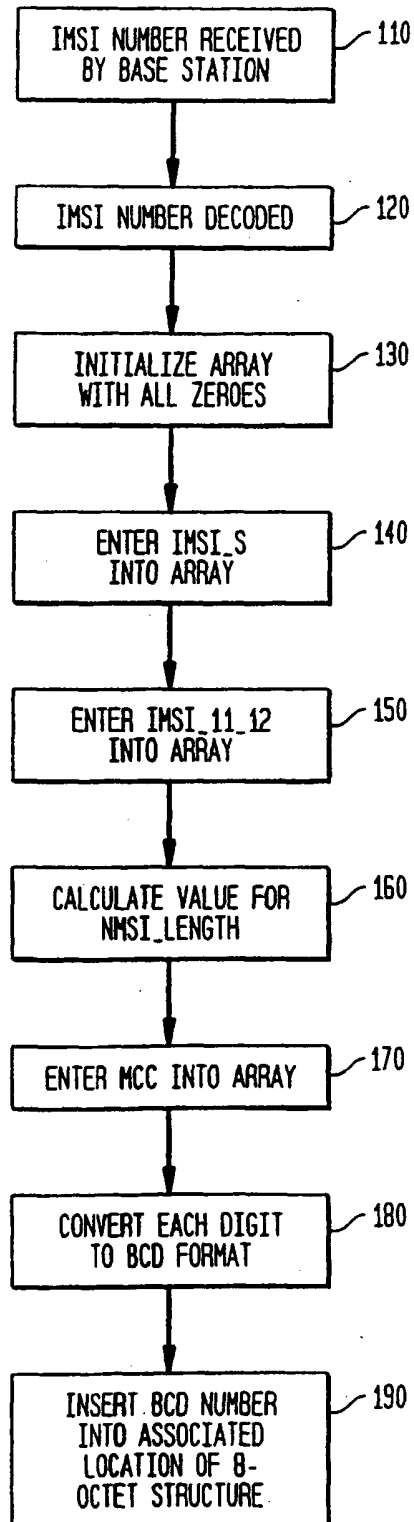 IMSI NUMBER RECEIVED
BY BASE STATION
110
IMSI NUMBER DECODED
120
INITIALIZE ARRAY
WITH ALL ZEROES
130
ENTER IMSI_S
INTO ARRAY
140
ENTER IMSI_11_12
INTO ARRAY
150
CALCULATE VALUE FOR
NMSI_LENGTH
160
ENTER MCC INTO ARRAY
170
CONVERT EACH DIGIT
TO BCD FORMAT
180
INSERT BCD NUMBER
INTO ASSOCIATED
LOCATION OF 8-
OCTET STRUCTURE
190